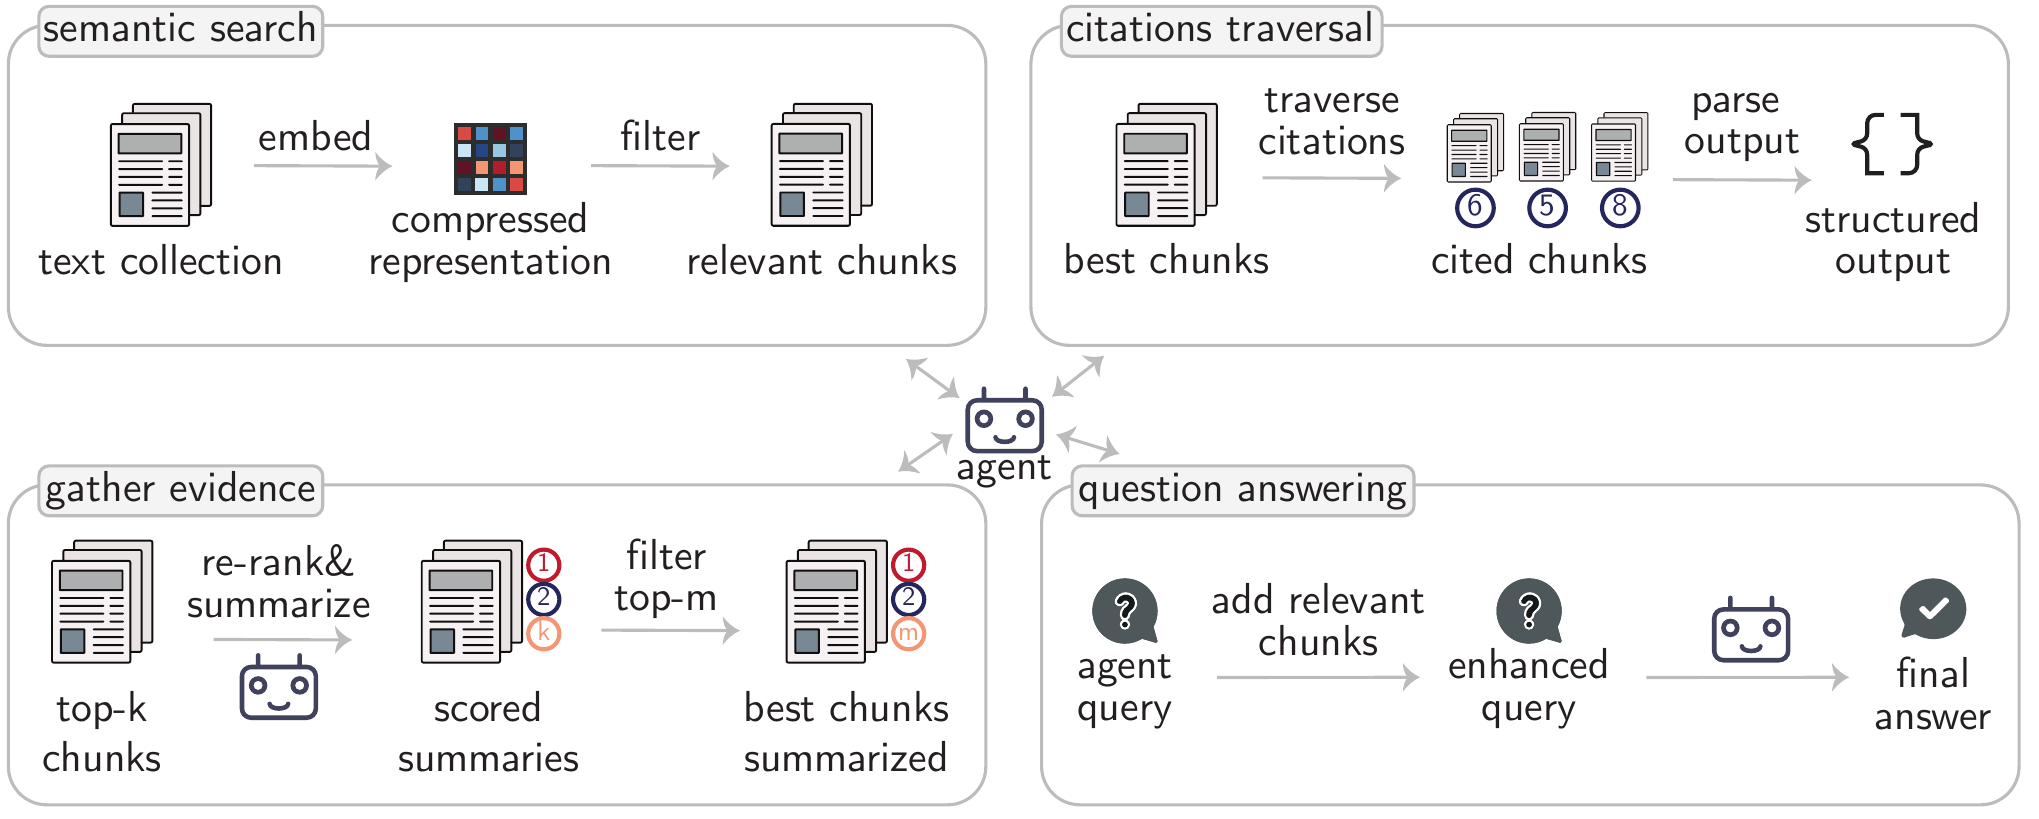 semantic search
embed
filter
text collection
compressed
representation
relevant chunks
citations traversal
traverse
citations
parse
output
{}
6
5
8
best chunks
cited chunks
structured
output
agent
gather evidence
re-rank&
summarize
1
2
k
filter
top-m
1
2
m
top-k
chunks
scored
summaries
best chunks
summarized
question answering
?
add relevant
chunks
?
agent
query
enhanced
query
final
answer